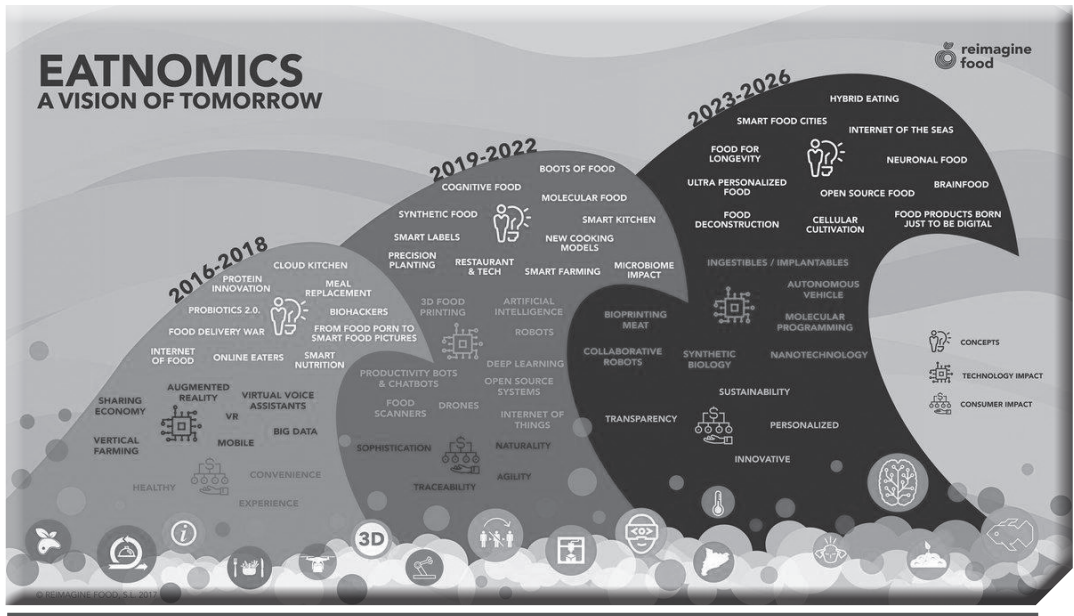 EATNOMICS
A VISION OF TOMORROW
reimagine
food
2016-2018
CLOUD KITCHEN
PROTEIN
INNOVATION
MEAL
REPLACEMENT
PROBIOTICS 2.0.
BIOHACKERS
FOOD DELIVERY WAR
FROM FOOD PORN TO
SMART FOOD PICTURES
INTERNET
OF FOOD
ONLINE EATERS
SMART
NUTRITION
AUGMENTED
REALITY
SHARING
ECONOMY
VIRTUAL VOICE
ASSISTANTS
VR
VERTICAL
FARMING
MOBILE
BIG DATA
CONVENIENCE
HEALTHY
EXPERIENCE
2019-2022
BOOTS OF FOOD
COGNITIVE FOOD
MOLECULAR FOOD
SYNTHETIC FOOD
SMART KITCHEN
SMART LABELS
NEW COOKING
MODELS
PRECISION
PLANTING
RESTAURANT
& TECH
SMART FARMING
MICROBIOME
IMPACT
3D FOOD
PRINTING
ARTIFICIAL
INTELLIGENCE
ROBOTS
DEEP LEARNING
PRODUCTIVITY BOTS
& CHATBOTS
OPEN SOURCE
SYSTEMS
FOOD
SCANNERS
DRONES
INTERNET OF
THINGS
SOPHISTICATION
NATURALITY
AGILITY
TRACEABILITY
2023-2026
HYBRID EATING
SMART FOOD CITIES
INTERNET OF THE SEAS
FOOD FOR
LONGEVITY
NEURONAL FOOD
ULTRA PERSONALIZED
FOOD
OPEN SOURCE FOOD
BRAINFOOD
FOOD
DECONSTRUCTION
CELLULAR
CULTIVATION
FOOD PRODUCTS BORN
JUST TO BE DIGITAL
INGESTIBLES / IMPLANTABLES
AUTONOMOUS
VEHICLE
BIOPRINTING
MEAT
MOLECULAR
PROGRAMMING
COLLABORATIVE
ROBOTS
SYNTHETIC
BIOLOGY
NANOTECHNOLOGY
SUSTAINABILITY
TRANSPARENCY
PERSONALIZED
INNOVATIVE
CONCEPTS
TECHNOLOGY IMPACT
CONSUMER IMPACT
3D
© REIMAGINE FOOD, S.L. 2017